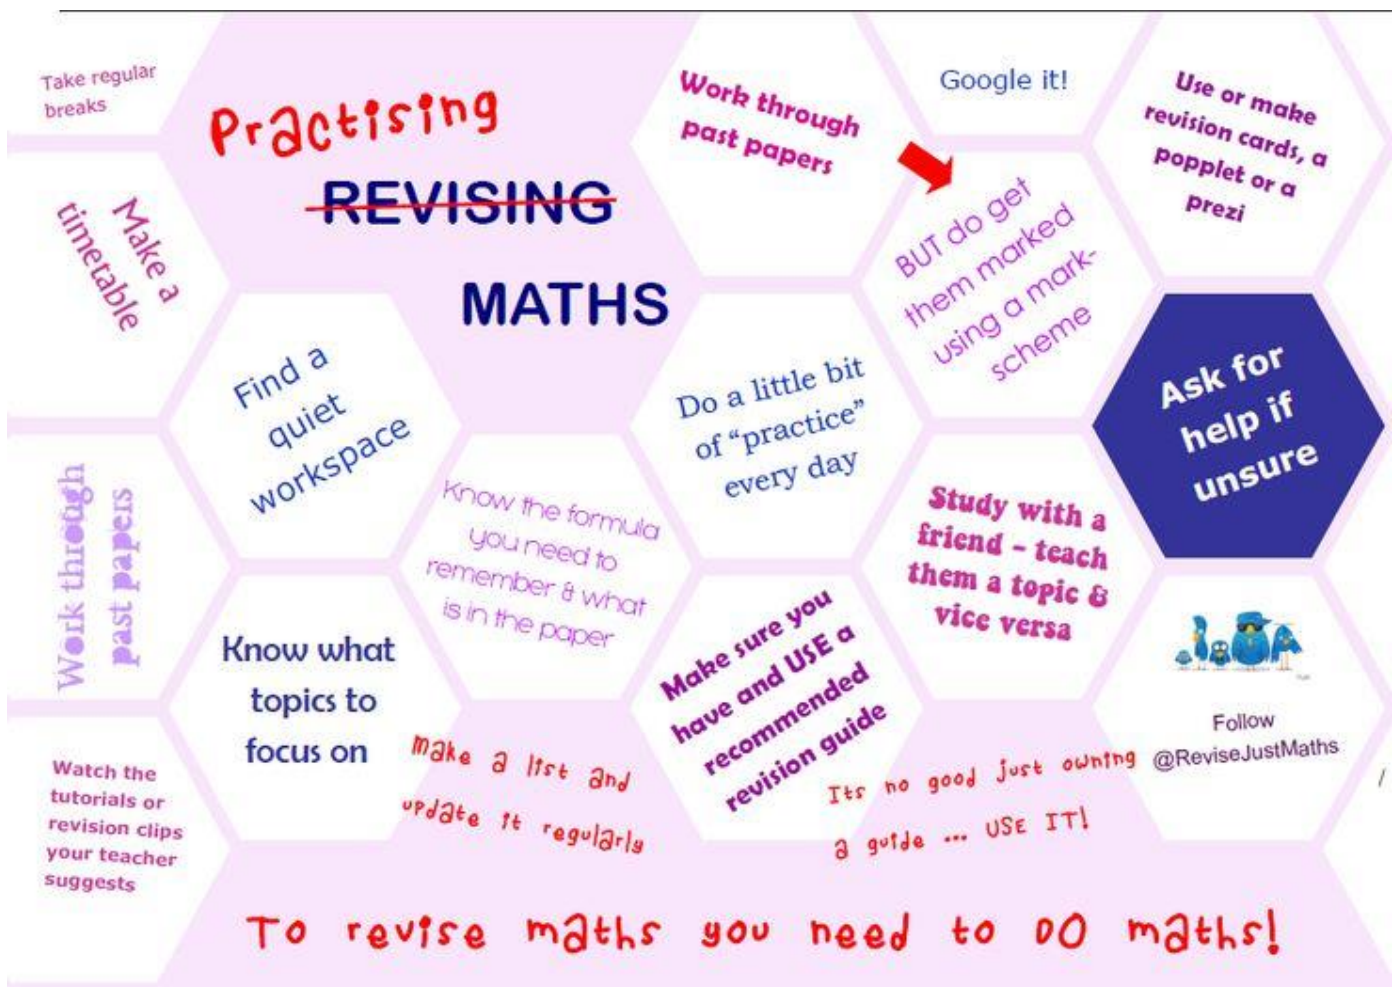 Take regular
breaks
Practising
REVISING
MATHS
Work through
past papers
Google it!
Use or make
revision cards, a
popplet or a
prezi
Make a
timetable
BUT do get
them marked
using a mark-
scheme
Find a
quiet
workspace
Do a little bit
of “practice”
every day
Ask for
help if
unsure
Work through
past papers
Know the formula
you need to
remember & what
is in the paper
Study with a
friend – teach
them a topic &
vice versa
Know what
topics to
focus on
Make sure you
have and USE a
recommended
revision guide
Follow
@ReviseJustMaths
make a list and
update it regularly
Its no good just owning
a guide ... USE IT!
Watch the
tutorials or
revision clips
your teacher
suggests
To revise maths you need to DO maths!